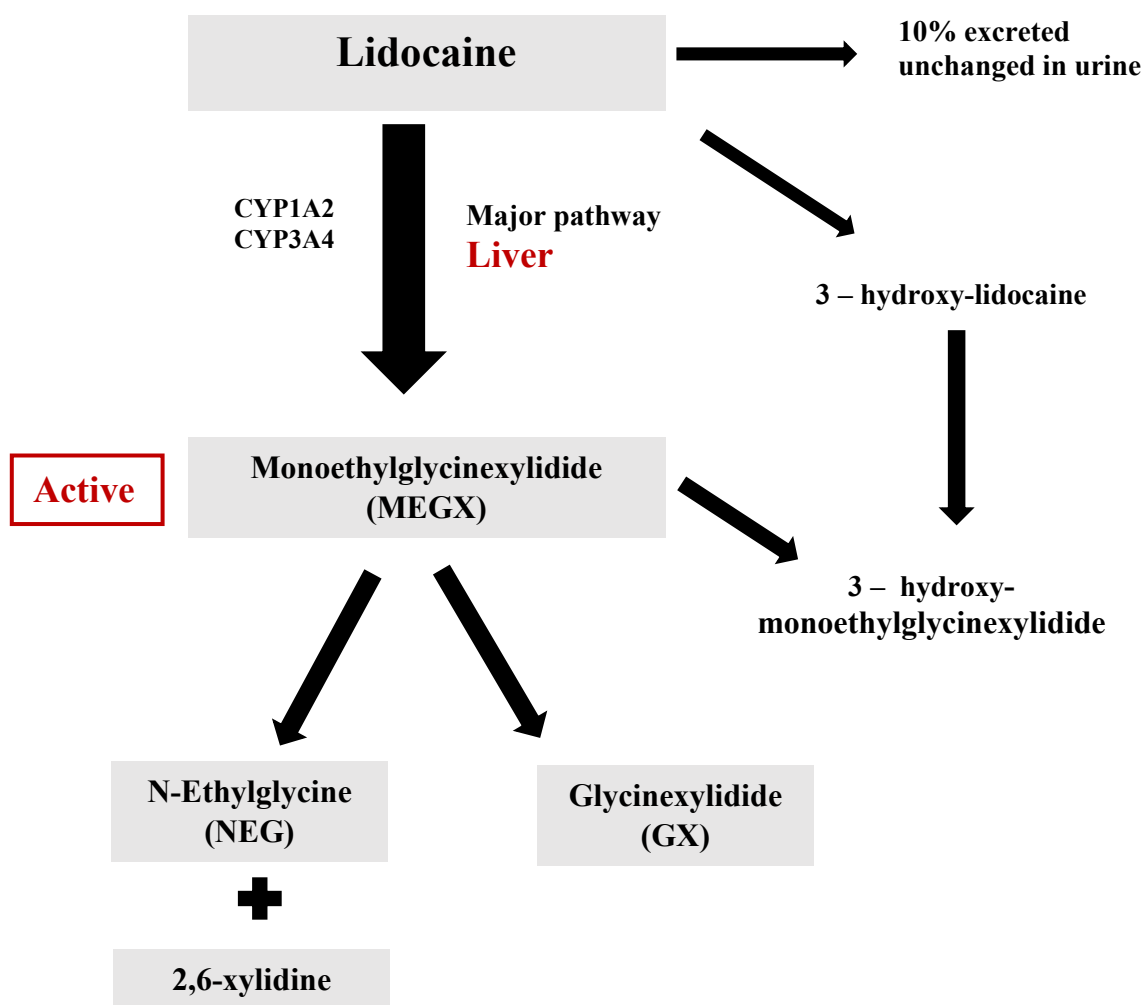 Lidocaine
10% excreted
unchanged in urine
CYP1A2
CYP3A4
Major pathway
Liver
3 – hydroxy-lidocaine
Active
Monoethylglycinexylidide
(MEGX)
3 – hydroxy-
monoethylglycinexylidide
N-Ethylglycine
(NEG)
Glycinexylidide
(GX)
2,6-xylidine